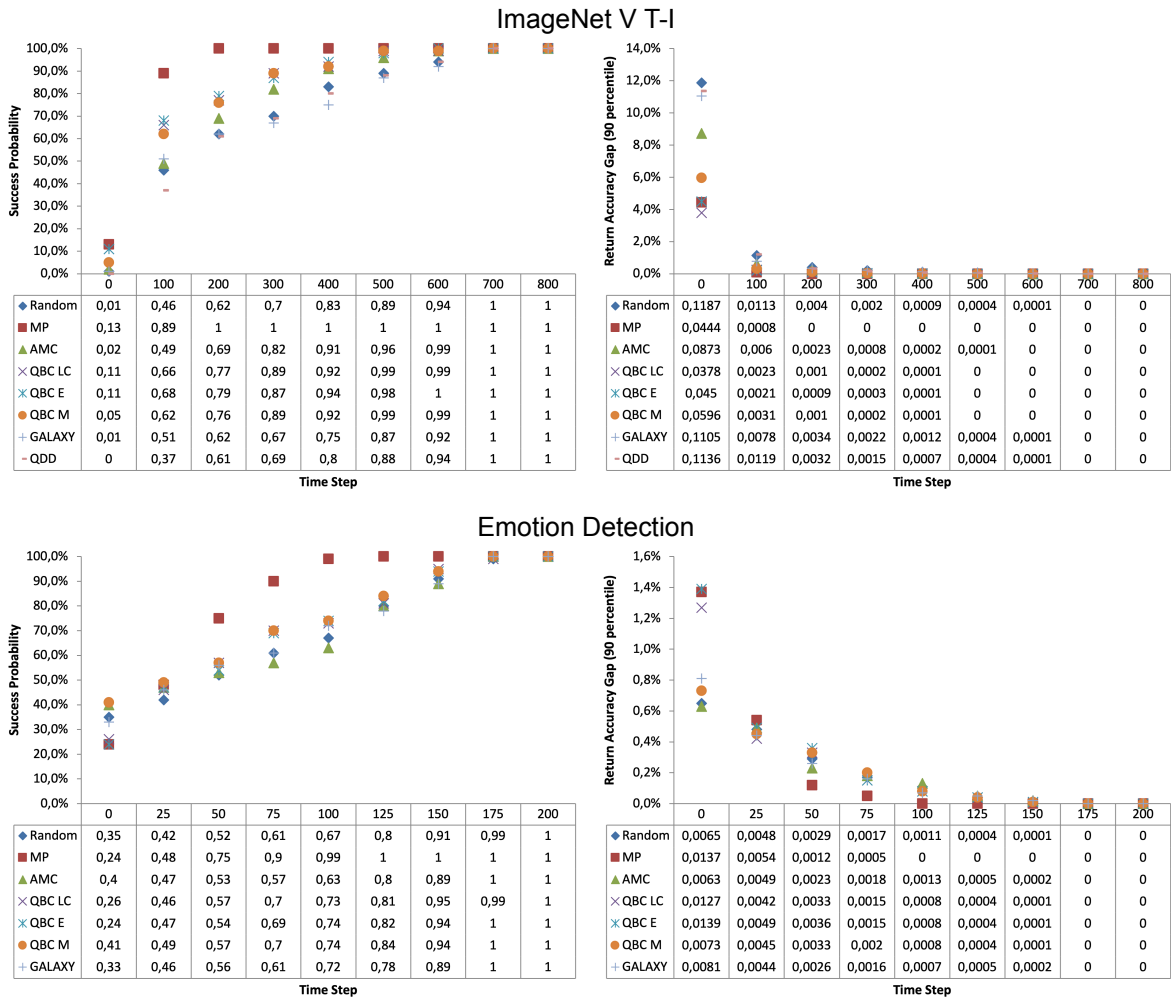 ImageNet V T-I
100,0%
90,0%
80,0%
70,0%
60,0%
50,0%
40,0%
30,0%
20,0%
10,0%
0,0%
Success Probability
0 100 200 300 400 500 600 700 800
Random 0,01 0,46 0,62 0,7 0,83 0,89 0,94 1 1
MP 0,13 0,89 1 1 1 1 1 1 1
AMC 0,02 0,49 0,69 0,82 0,91 0,96 0,99 1 1
QBC LC 0,11 0,66 0,77 0,89 0,92 0,99 0,99 1 1
QBC E 0,11 0,68 0,79 0,87 0,94 0,98 1 1 1
QBC M 0,05 0,62 0,76 0,89 0,92 0,99 0,99 1 1
GALAXY 0,01 0,51 0,62 0,67 0,75 0,87 0,92 1 1
QDD 0 0,37 0,61 0,69 0,8 0,88 0,94 1 1
Time Step
14,0%
12,0%
10,0%
8,0%
6,0%
4,0%
2,0%
0,0%
Return Accuracy Gap (90 percentile)
0 100 200 300 400 500 600 700 800
Random 0,1187 0,0113 0,004 0,002 0,0009 0,0004 0,0001 0 0
MP 0,0444 0,0008 0 0 0 0 0 0 0
AMC 0,0873 0,006 0,0023 0,0008 0,0002 0,0001 0 0 0
QBC LC 0,0378 0,0023 0,001 0,0002 0,0001 0 0 0 0
QBC E 0,045 0,0021 0,0009 0,0003 0,0001 0 0 0 0
QBC M 0,0596 0,0031 0,001 0,0002 0,0001 0 0 0 0
GALAXY 0,1105 0,0078 0,0034 0,0022 0,0012 0,0004 0,0001 0 0
QDD 0,1136 0,0119 0,0032 0,0015 0,0007 0,0004 0,0001 0 0
Time Step
Emotion Detection
100,0%
90,0%
80,0%
70,0%
60,0%
50,0%
40,0%
30,0%
20,0%
10,0%
0,0%
Success Probability
0 25 50 75 100 125 150 175 200
Random 0,35 0,42 0,52 0,61 0,67 0,8 0,91 0,99 1
MP 0,24 0,48 0,75 0,9 0,99 1 1 1 1
AMC 0,4 0,47 0,53 0,57 0,63 0,8 0,89 1 1
QBC LC 0,26 0,46 0,57 0,7 0,73 0,81 0,95 0,99 1
QBC E 0,24 0,47 0,54 0,69 0,74 0,82 0,94 1 1
QBC M 0,41 0,49 0,57 0,7 0,74 0,84 0,94 1 1
GALAXY 0,33 0,46 0,56 0,61 0,72 0,78 0,89 1 1
Time Step
1,6%
1,4%
1,2%
1,0%
0,8%
0,6%
0,4%
0,2%
0,0%
Return Accuracy Gap (90 percentile)
0 25 50 75 100 125 150 175 200
Random 0,0065 0,0048 0,0029 0,0017 0,0011 0,0004 0,0001 0 0
MP 0,0137 0,0054 0,0012 0,0005 0 0 0 0 0
AMC 0,0063 0,0049 0,0023 0,0018 0,0013 0,0005 0,0002 0 0
QBC LC 0,0127 0,0042 0,0033 0,0015 0,0008 0,0004 0,0001 0 0
QBC E 0,0139 0,0049 0,0036 0,0015 0,0008 0,0004 0,0001 0 0
QBC M 0,0073 0,0045 0,0033 0,002 0,0008 0,0004 0,0001 0 0
GALAXY 0,0081 0,0044 0,0026 0,0016 0,0007 0,0005 0,0002 0 0
Time Step